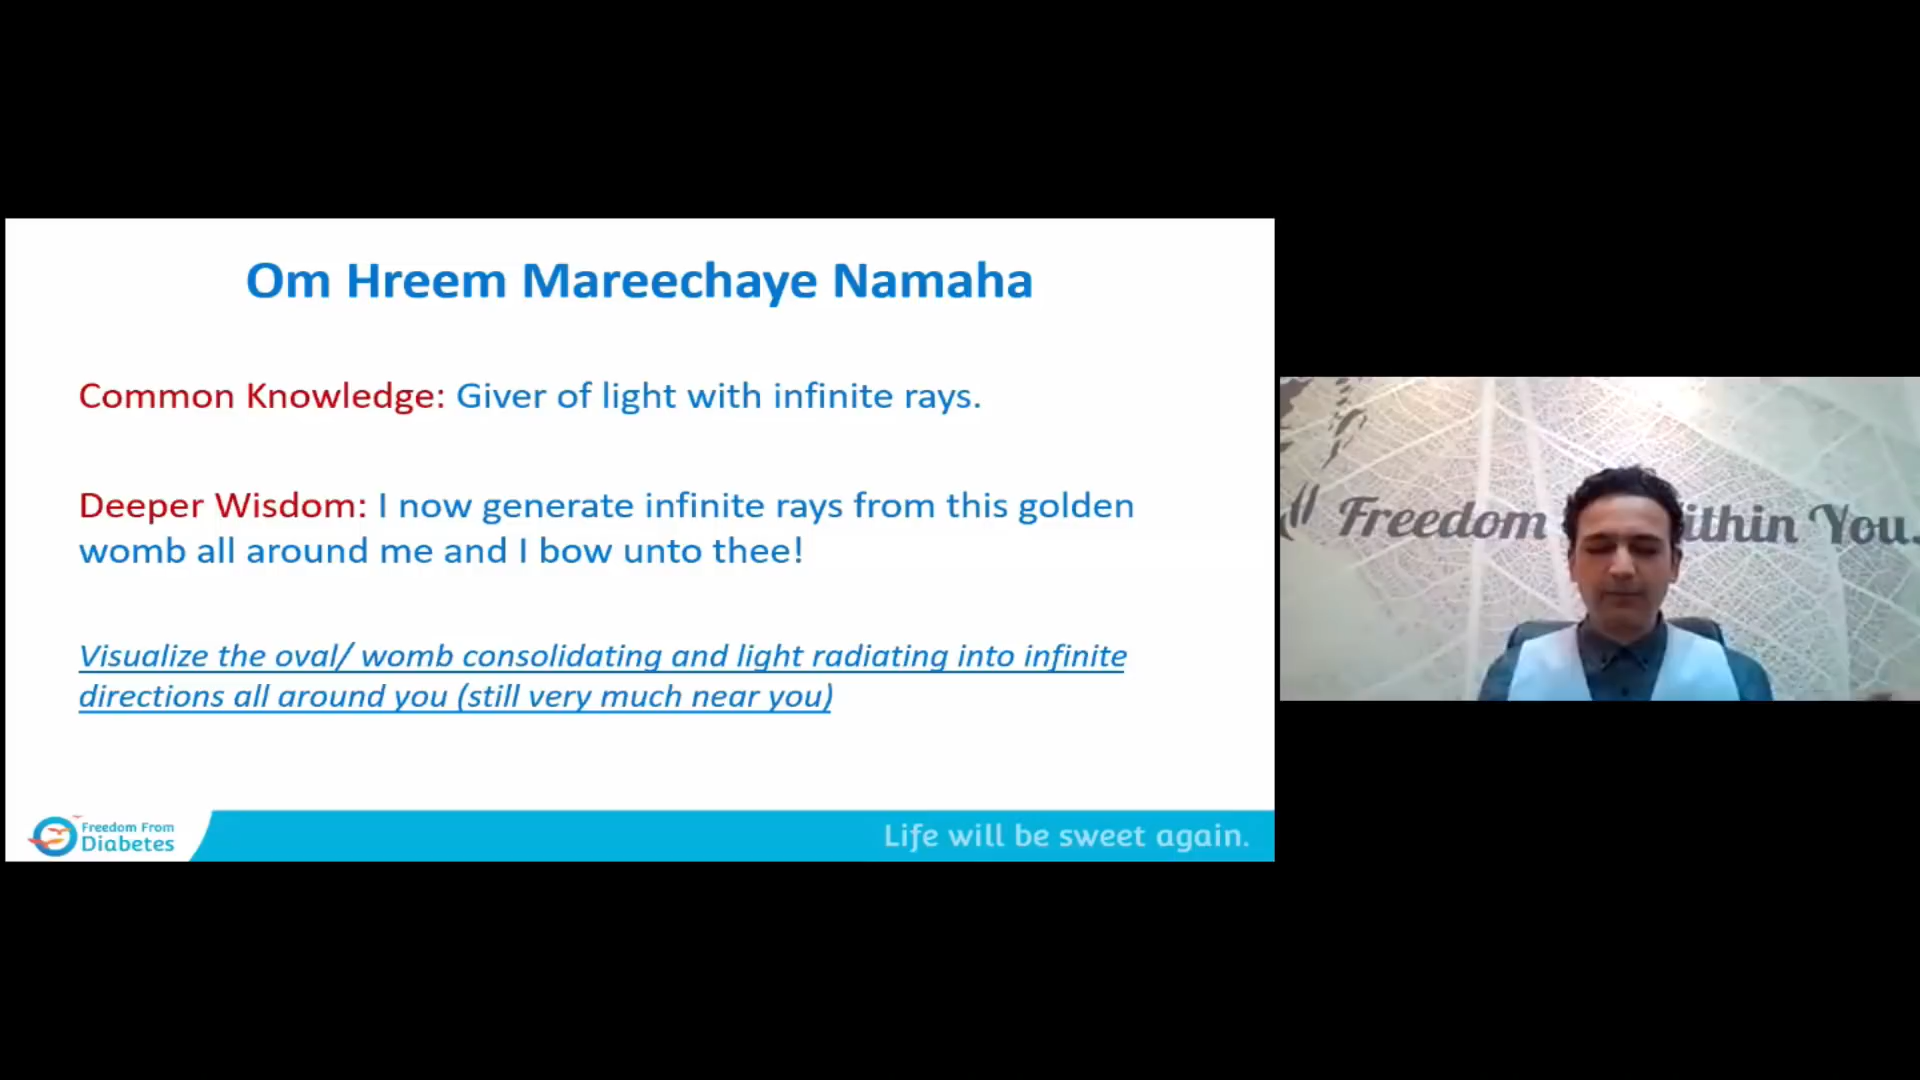 Om Hreem Mareechaye Namaha
Common Knowledge: Giver of light with infinite rays.
Deeper Wisdom: I now generate infinite rays from this golden
womb all around me and I bow unto thee!
Visualize the oval/ womb consolidating and light radiating into infinite
directions all around you (still very much near you)
Freedom From
Diabetes
Life will be sweet again.
Freedom ithin You.